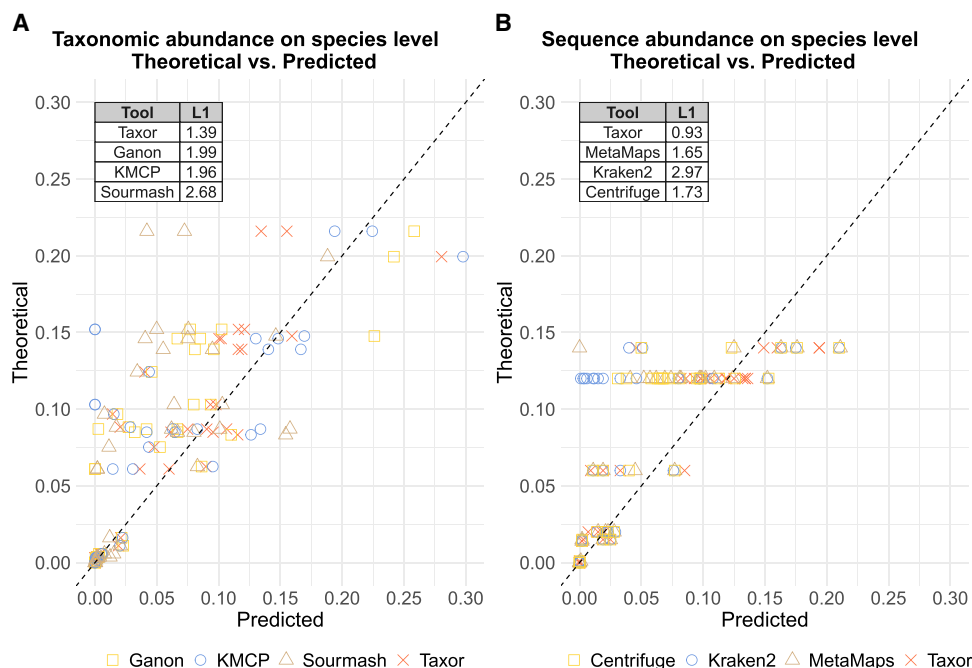 A
Taxonomic abundance on species level
Theoretical vs. Predicted
Tool L1
Taxor 1.39
Ganon 1.99
KMCP 1.96
Sourmash 2.68
Theoretical
0.30
0.25
0.20
0.15
0.10
0.05
0.00
0.00 0.05 0.10 0.15 0.20 0.25 0.30
Predicted
Ganon KMCP Sourmash Taxor
B
Sequence abundance on species level
Theoretical vs. Predicted
Tool L1
Taxor 0.93
MetaMaps 1.65
Kraken2 2.97
Centrifuge 1.73
Theoretical
0.30
0.25
0.20
0.15
0.10
0.05
0.00
0.00 0.05 0.10 0.15 0.20 0.25 0.30
Predicted
Centrifuge Kraken2 MetaMaps Taxor